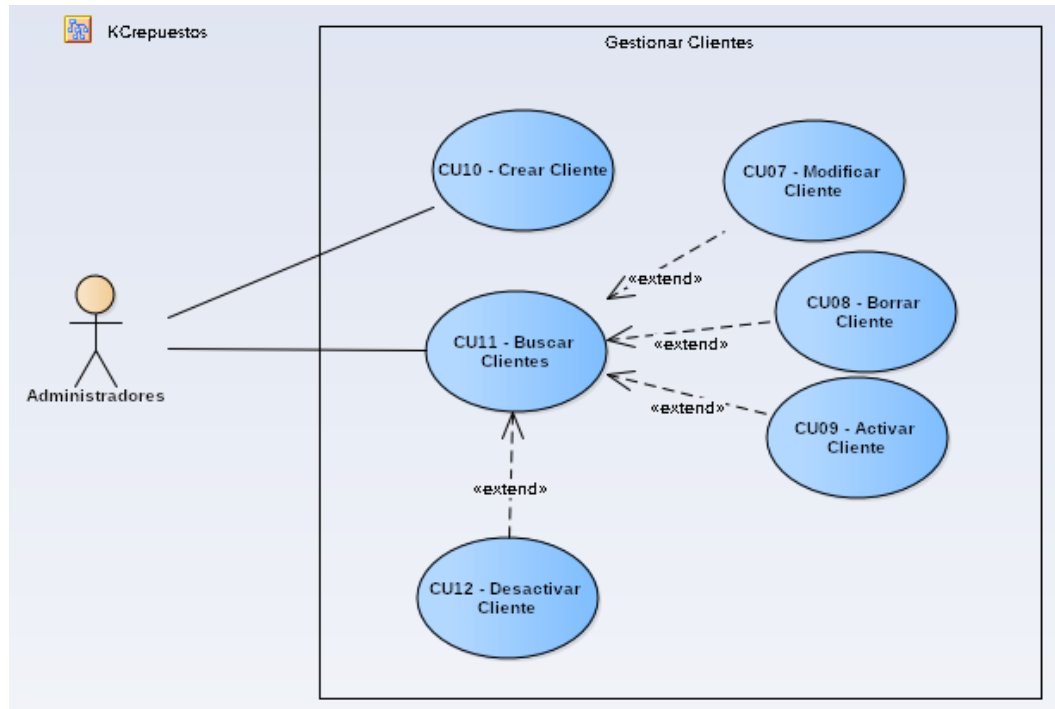 KCrepuestos
Gestionar Clientes
CU10 - Crear Cliente
CU07 - Modificar
Cliente
«extend»
CU08 - Borrar
Cliente
CU11 - Buscar
Clientes
«extend»
Administradores
«extend»
CU09 - Activar
Cliente
«extend»
CU12 - Desactivar
Cliente